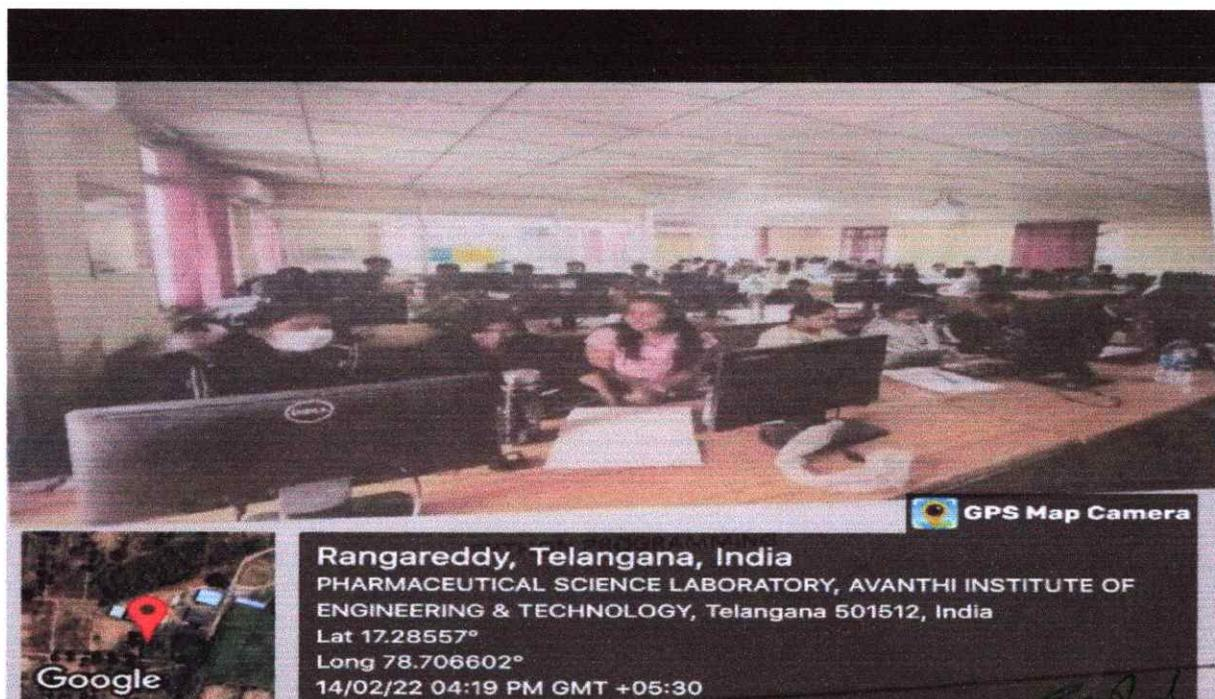 GPS Map Camera
PROGRAMMING
Rangareddy, Telangana, India
PHARMACEUTICAL SCIENCE LABORATORY, AVANTHI INSTITUTE OF
ENGINEERING & TECHNOLOGY, Telangana 501512, India
Lat 17.28557°
Long 78.706602°
14/02/22 04:19 PM GMT +05:30
Google